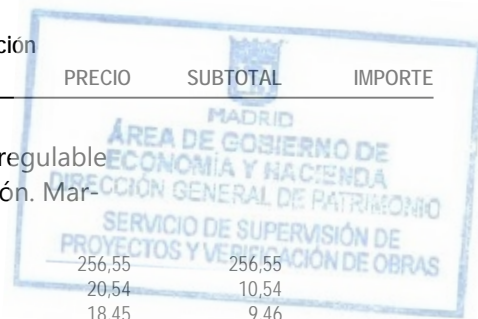 ción
PRECIO SUBTOTAL IMPORTE
MADRID
ÁREA DE GOBIERNO DE
regulable
ECONOMÍA Y HACIENDA
ón. Mar-
DIRECCIÓN GENERAL DE PATRIMONIO
SERVICIO DE SUPERVISIÓN DE
PROYECTOS Y VERIFICACIÓN DE OBRAS
256,55 256,55
20,54 10,54
18,45 9,46